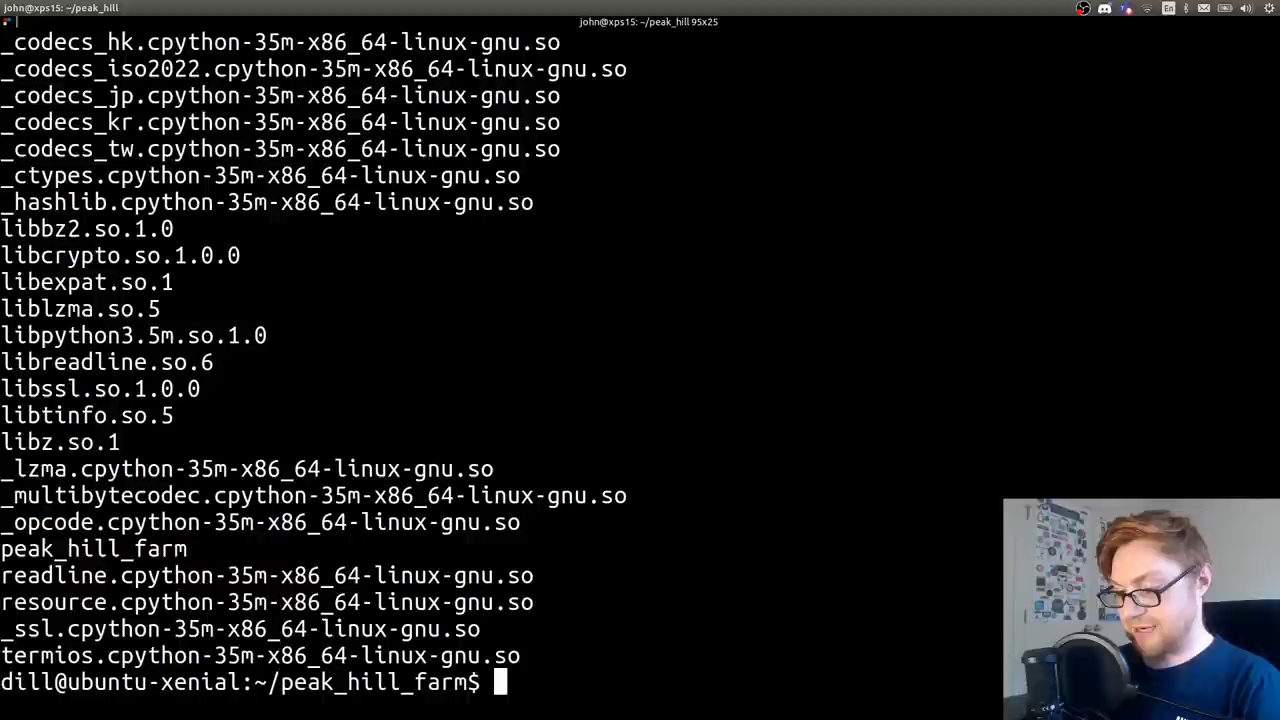 john@xps15: ~/peak_hill
En
john@xps15: ~/peak_hill 95x25
_codecs_hk.cpython-35m-x86_64-linux-gnu.so
_codecs_iso2022.cpython-35m-x86_64-linux-gnu.so
_codecs_jp.cpython-35m-x86_64-linux-gnu.so
_codecs_kr.cpython-35m-x86_64-linux-gnu.so
_codecs_tw.cpython-35m-x86_64-linux-gnu.so
_ctypes.cpython-35m-x86_64-linux-gnu.so
_hashlib.cpython-35m-x86_64-linux-gnu.so
libbz2.so.1.0
libcrypto.so.1.0.0
libexpat.so.1
liblzma.so.5
libpython3.5m.so.1.0
libreadline.so.6
libssl.so.1.0.0
libtinfo.so.5
libz.so.1
_lzma.cpython-35m-x86_64-linux-gnu.so
_multibytecodec.cpython-35m-x86_64-linux-gnu.so
_opcode.cpython-35m-x86_64-linux-gnu.so
peak_hill_farm
readline.cpython-35m-x86_64-linux-gnu.so
resource.cpython-35m-x86_64-linux-gnu.so
_ssl.cpython-35m-x86_64-linux-gnu.so
termios.cpython-35m-x86_64-linux-gnu.so
dill@ubuntu-xenial:~/peak_hill_farm$